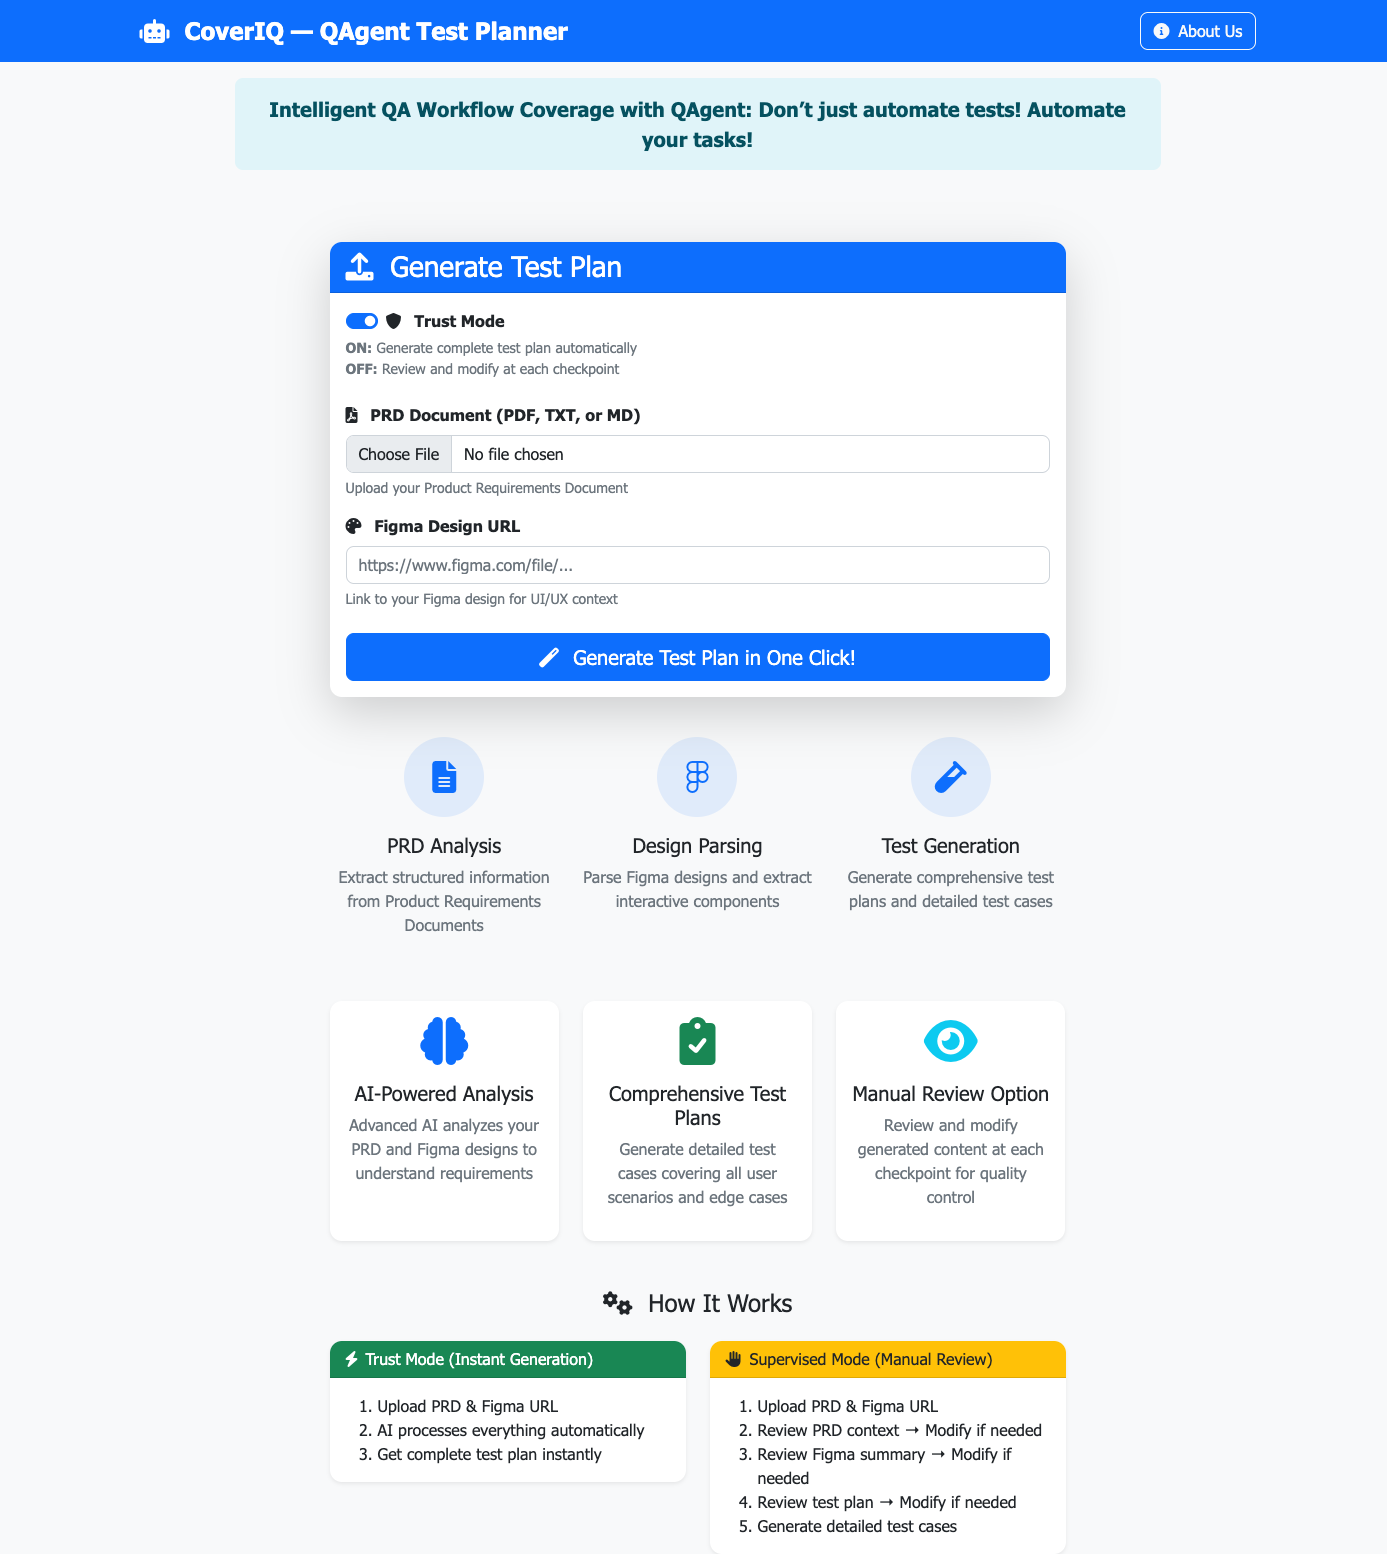 CoverIQ — QAgent Test Planner
About Us
Intelligent QA Workflow Coverage with QAgent: Don’t just automate tests! Automate
your tasks!
Generate Test Plan
Trust Mode
ON: Generate complete test plan automatically
OFF: Review and modify at each checkpoint
PRD Document (PDF, TXT, or MD)
Choose File No file chosen
Upload your Product Requirements Document
Figma Design URL
https://www.figma.com/file/...
Link to your Figma design for UI/UX context
Generate Test Plan in One Click!
PRD Analysis
Extract structured information
from Product Requirements
Documents
Design Parsing
Parse Figma designs and extract
interactive components
Test Generation
Generate comprehensive test
plans and detailed test cases
AI-Powered Analysis
Advanced AI analyzes your
PRD and Figma designs to
understand requirements
Comprehensive Test
Plans
Generate detailed test
cases covering all user
scenarios and edge cases
Manual Review Option
Review and modify
generated content at each
checkpoint for quality
control
How It Works
Trust Mode (Instant Generation)
1. Upload PRD & Figma URL
2. AI processes everything automatically
3. Get complete test plan instantly
Supervised Mode (Manual Review)
1. Upload PRD & Figma URL
2. Review PRD context → Modify if needed
3. Review Figma summary → Modify if
needed
4. Review test plan → Modify if needed
5. Generate detailed test cases